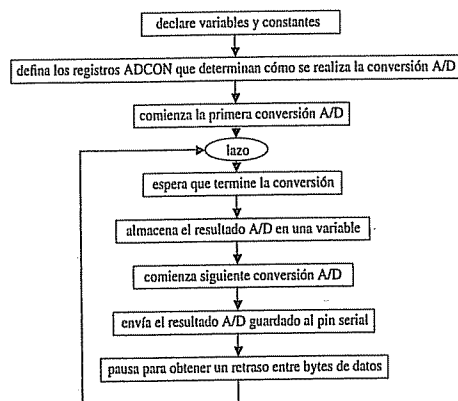 declare variables y constantes
defina los registros ADCON que determinan cómo se realiza la conversión A/D
comienza la primera conversión A/D
lazo
espera que termine la conversión
almacena el resultado A/D en una variable
comienza siguiente conversión A/D
envía el resultado A/D guardado al pin serial
pausa para obtener un retraso entre bytes de datos